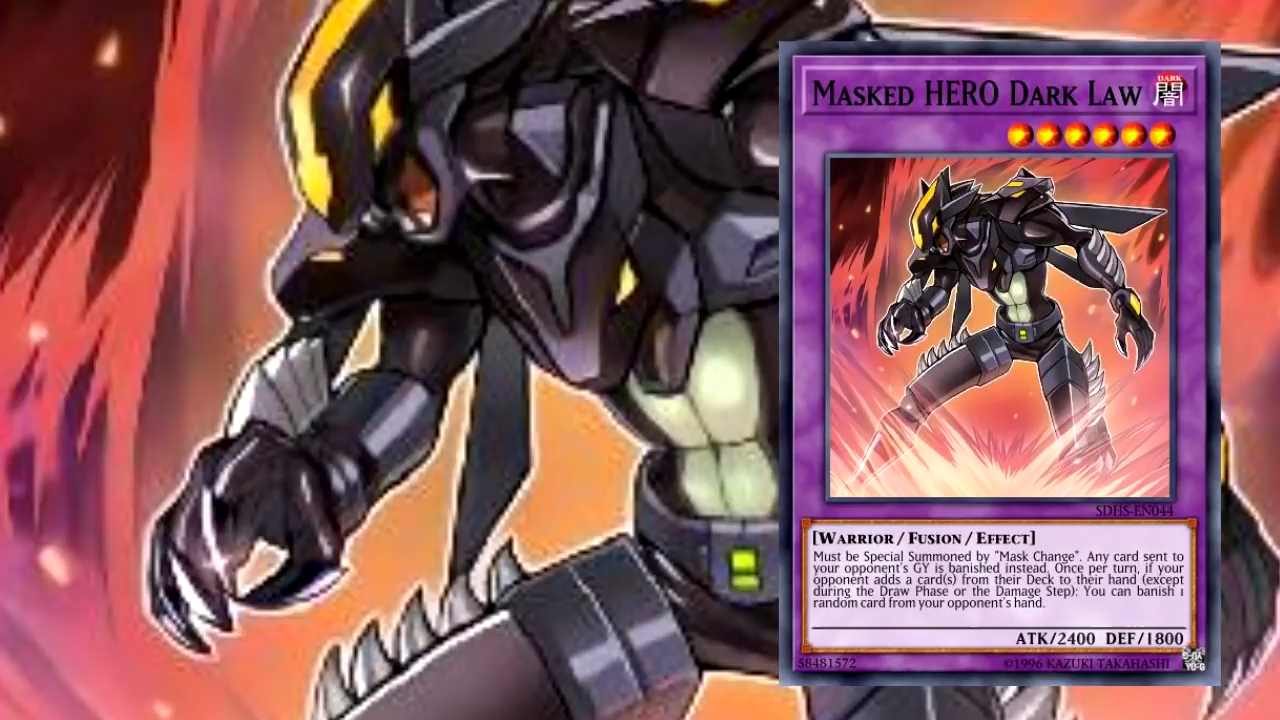 MASKED HERO DARK LAW
DARK
闇
SDHS-EN044
[WARRIOR / FUSION / EFFECT]
Must be Special Summoned by "Mask Change". Any card sent to
your opponent's GY is banished instead. Once per turn, if your
opponent adds a card(s) from their Deck to their hand (except
during the Draw Phase or the Damage Step): You can banish 1
random card from your opponent's hand.
ATK/2400 DEF/1800
58481572
©1996 KAZUKI TAKAHASHI